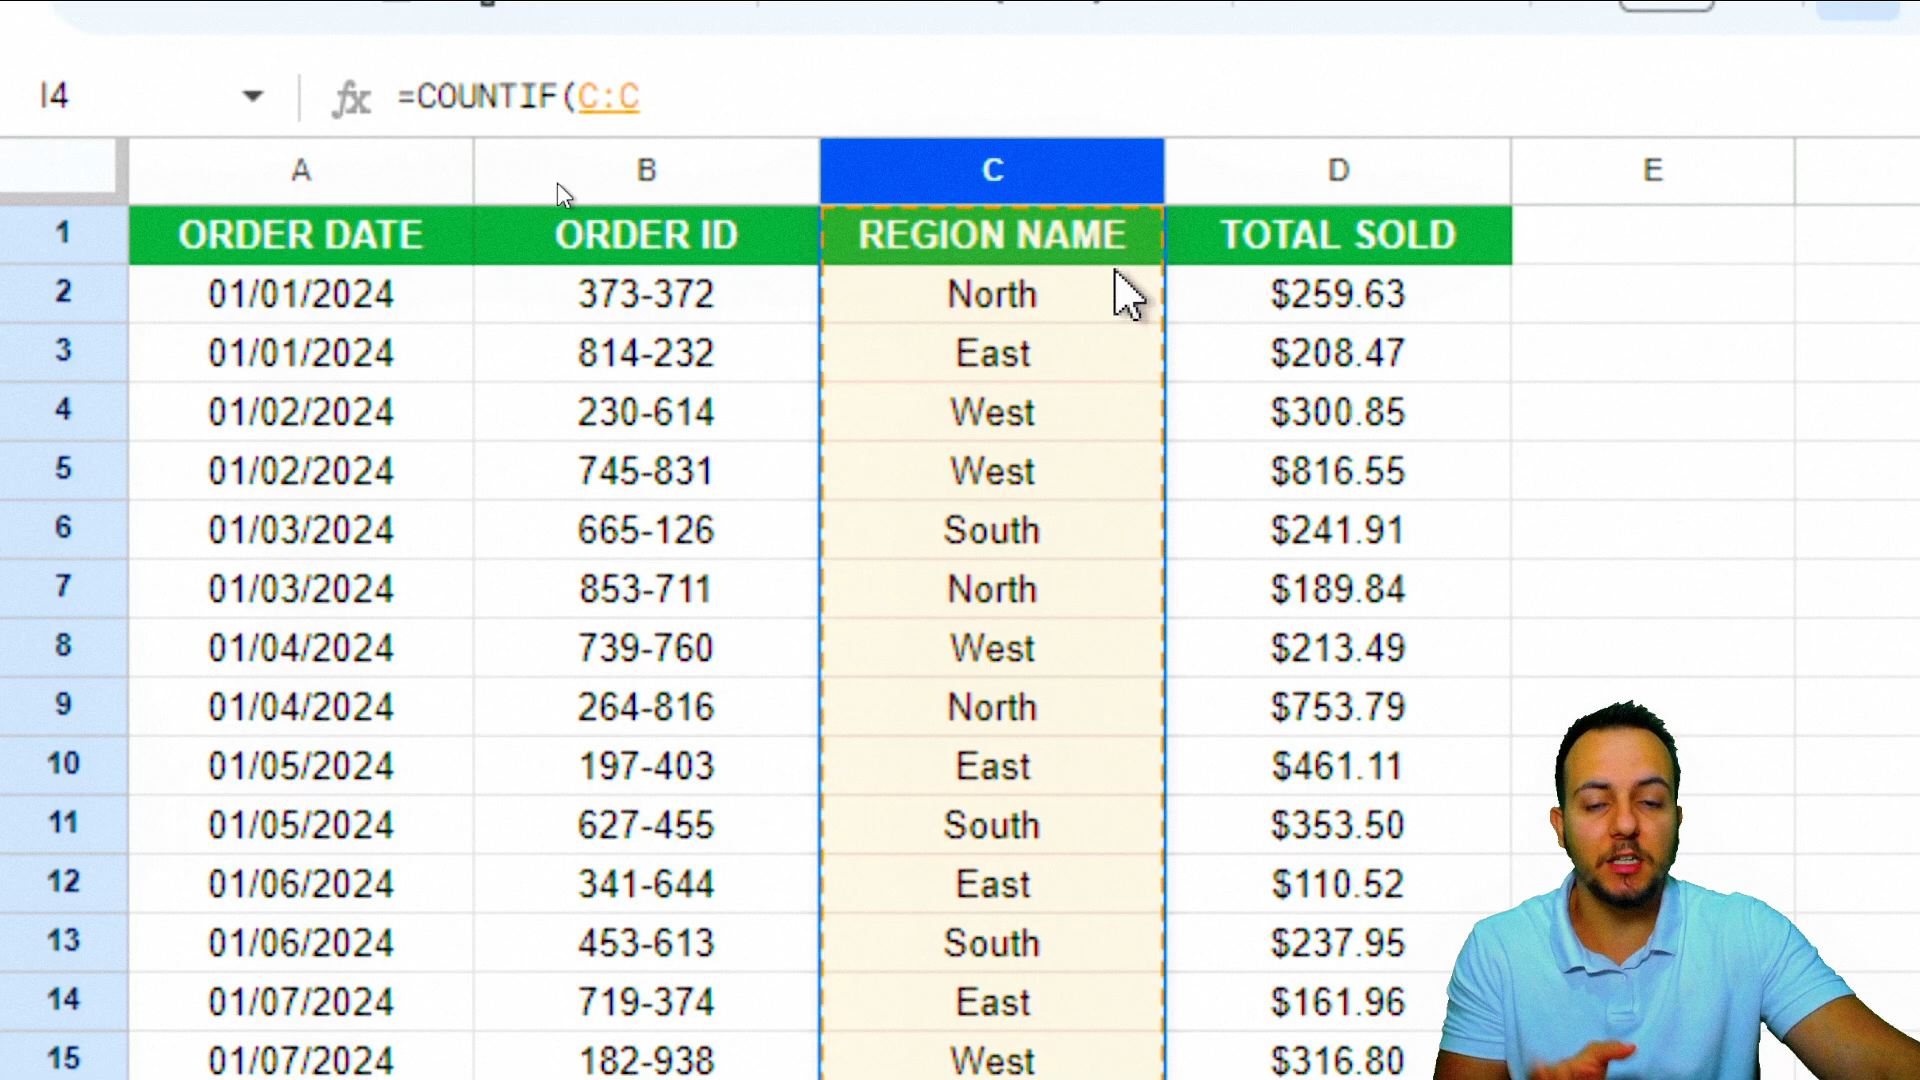 I4 fx =COUNTIF(C:C
A B C D E
1 ORDER DATE ORDER ID REGION NAME TOTAL SOLD
2 01/01/2024 373-372 North $259.63
3 01/01/2024 814-232 East $208.47
4 01/02/2024 230-614 West $300.85
5 01/02/2024 745-831 West $816.55
6 01/03/2024 665-126 South $241.91
7 01/03/2024 853-711 North $189.84
8 01/04/2024 739-760 West $213.49
9 01/04/2024 264-816 North $753.79
10 01/05/2024 197-403 East $461.11
11 01/05/2024 627-455 South $353.50
12 01/06/2024 341-644 East $110.52
13 01/06/2024 453-613 South $237.95
14 01/07/2024 719-374 East $161.96
15 01/07/2024 182-938 West $316.80